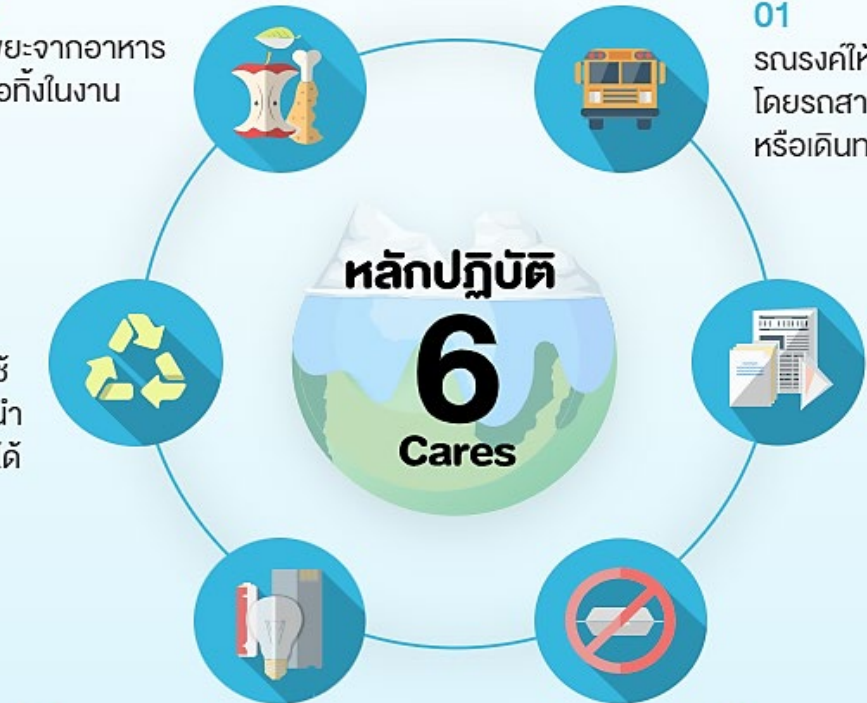 หลักปฏิบัติ
6
Cares
01
รณรงค์ให้
โดยรถสา
หรือเดินท
ยะจากอาหาร
อทิ้งในงาน
ช้
นำ
ด้